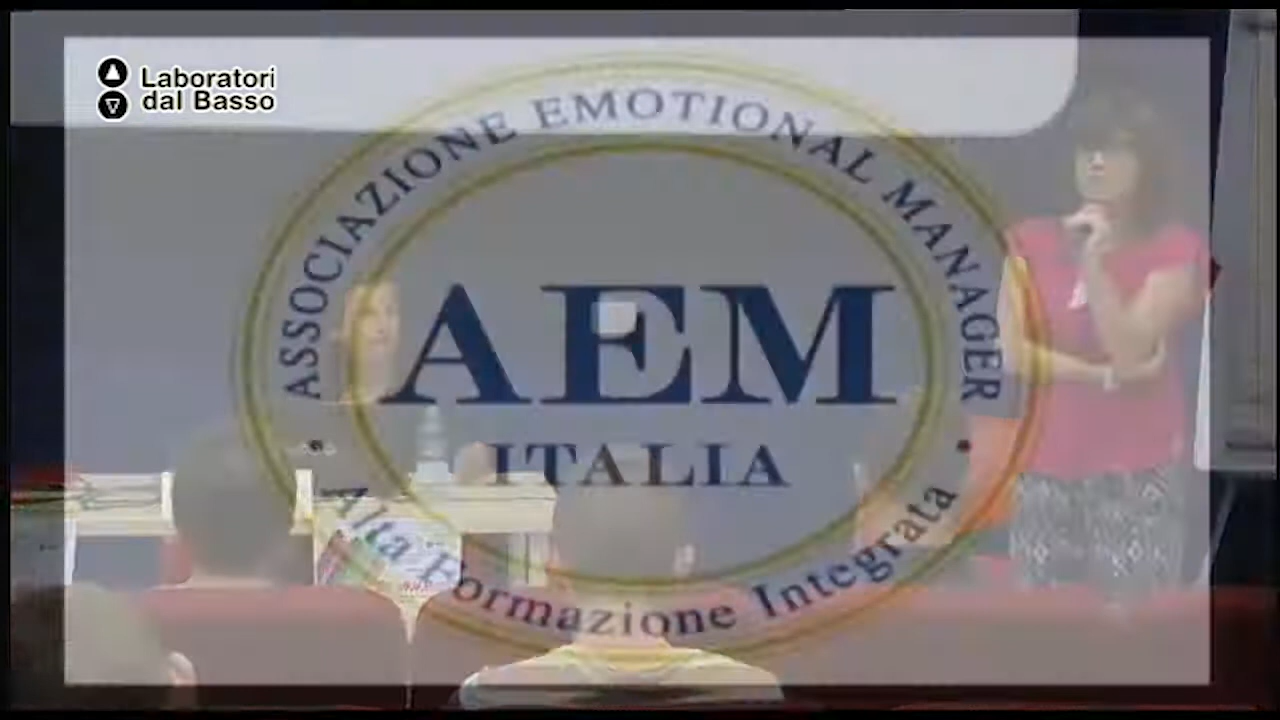 Laboratori
dal Basso
ASSOCIAZIONE EMOTIONAL MANAGER
AEM
ITALIA
• Alta Formazione Integrata •